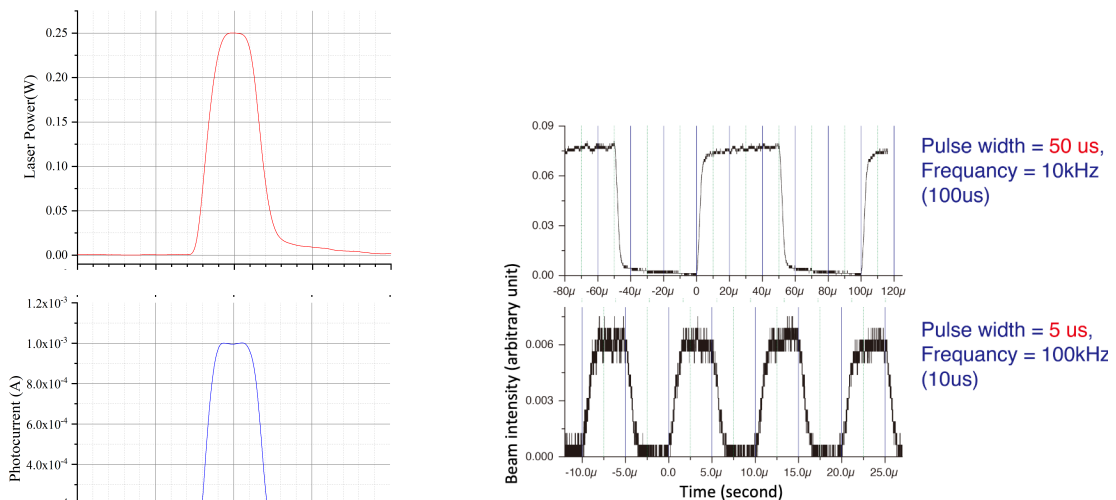 0.25
0.20
Laser Power(W)
0.15
0.10
0.05
0.00
1.2x10⁻³
1.0x10⁻³
Photocurrent (A)
8.0x10⁻⁴
6.0x10⁻⁴
4.0x10⁻⁴
Beam intensity (arbitrary unit)
0.09
0.06
0.03
0.00
-80µ -60µ -40µ -20µ 0 20µ 40µ 60µ 80µ 100µ 120µ
Pulse width = 50 us,
Frequancy = 10kHz
(100us)
0.006
0.003
0.000
-10.0µ -5.0µ 0.0 5.0µ 10.0µ 15.0µ 20.0µ 25.0µ
Time (second)
Pulse width = 5 us,
Frequancy = 100kHz
(10us)